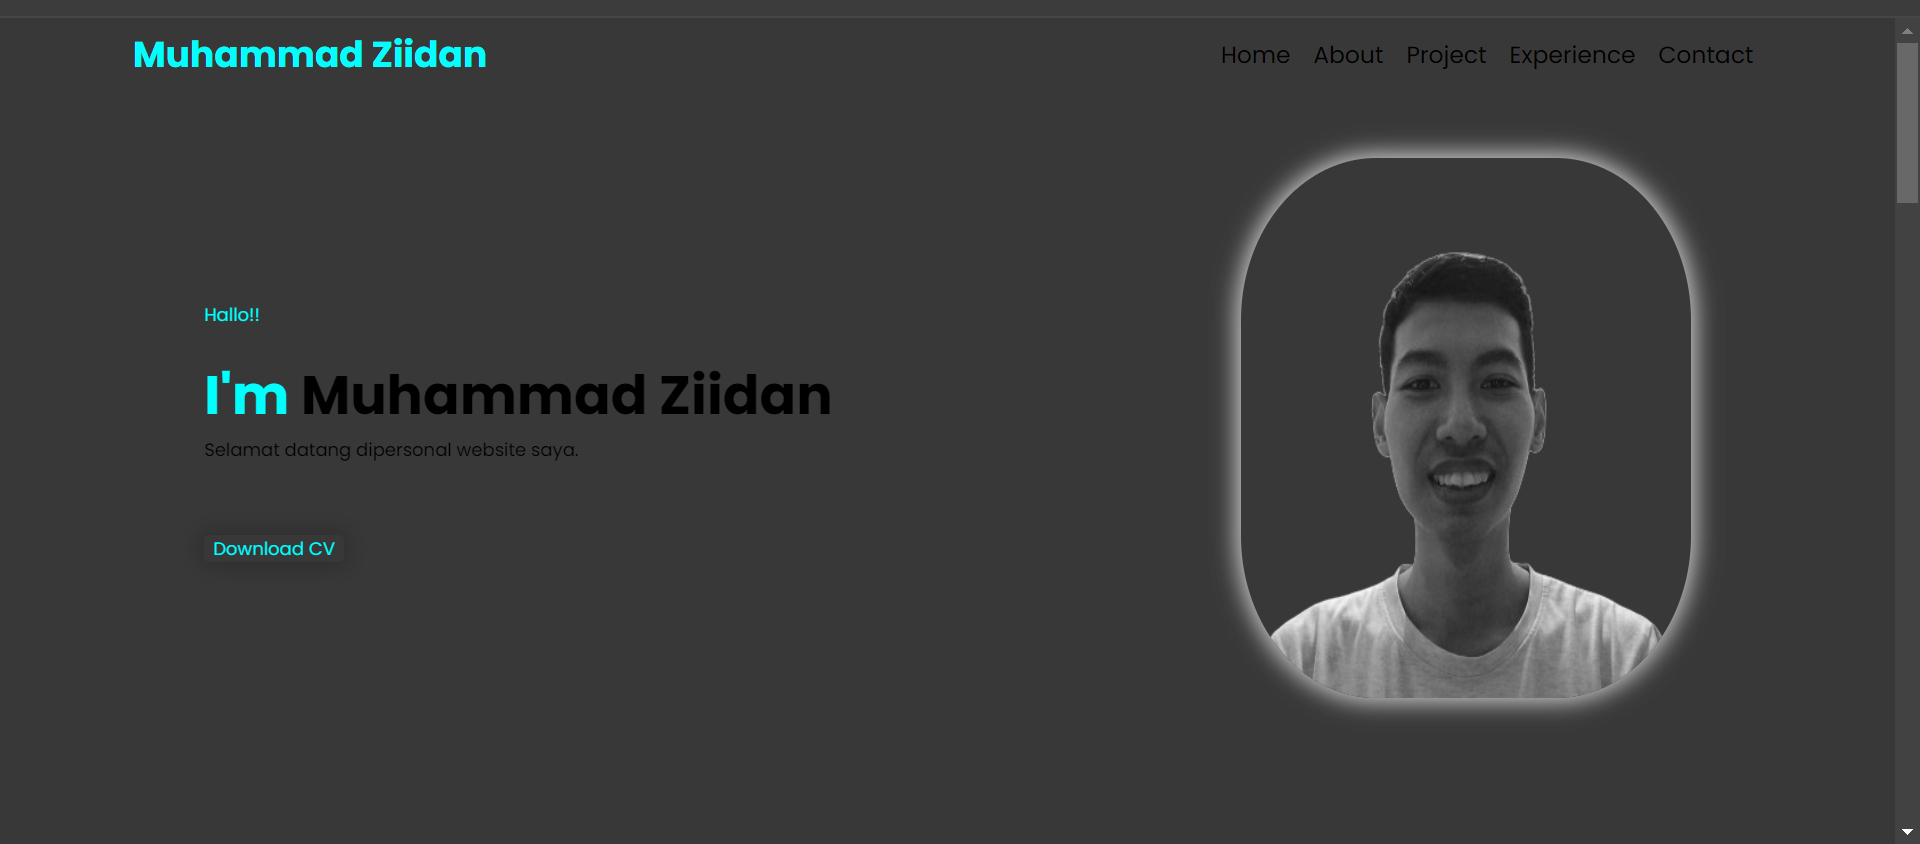 Muhammad Ziidan
Home About Project Experience Contact
Hallo!!
I'm Muhammad Ziidan
Selamat datang dipersonal website saya.
Download CV